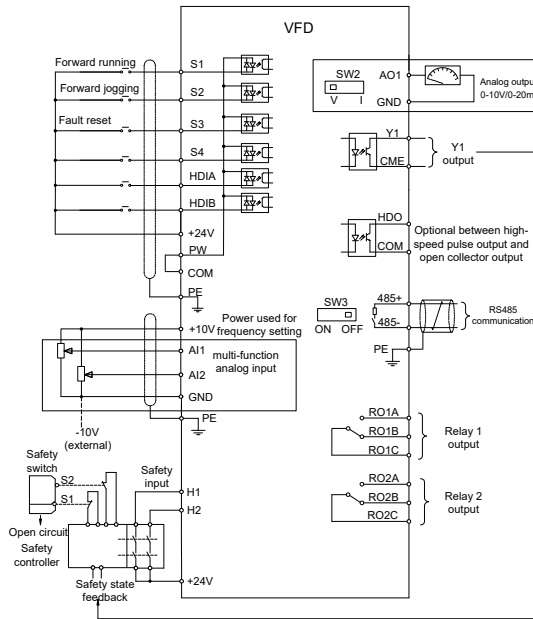 VFD
Forward running
S1
Forward jogging
S2
Fault reset
S3
S4
HDIA
HDIB
+24V
PW
COM
PE
Power used for
frequency setting
+10V
AI1
multi-function
analog input
AI2
GND
PE
-10V
(external)
Safety
switch
S2
S1
Open circuit
Safety
controller
Safety
input
H1
H2
+24V
Safety state
feedback
SW2
V I
AO1
GND
Analog output
0-10V/0-20m
Y1
CME
Y1
output
HDO
COM
Optional between high-
speed pulse output and
open collector output
SW3
ON OFF
485+
485-
PE
RS485
communication
RO1A
RO1B
RO1C
Relay 1
output
RO2A
RO2B
RO2C
Relay 2
output